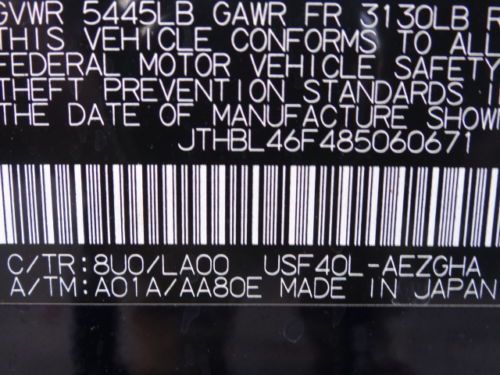 GVWR 5445LB GAWR FR 3130LB
THIS VEHICLE CONFORMS TO ALL
FEDERAL MOTOR VEHICLE SAFETY
THEFT PREVENTION STANDARDS
THE DATE OF MANUFACTURE SHOW
JTHBL46F485060671
C/TR:8U0/LA00 USF40L-AEZGHA
A/TM:A01A/AA80E MADE IN JAPAN